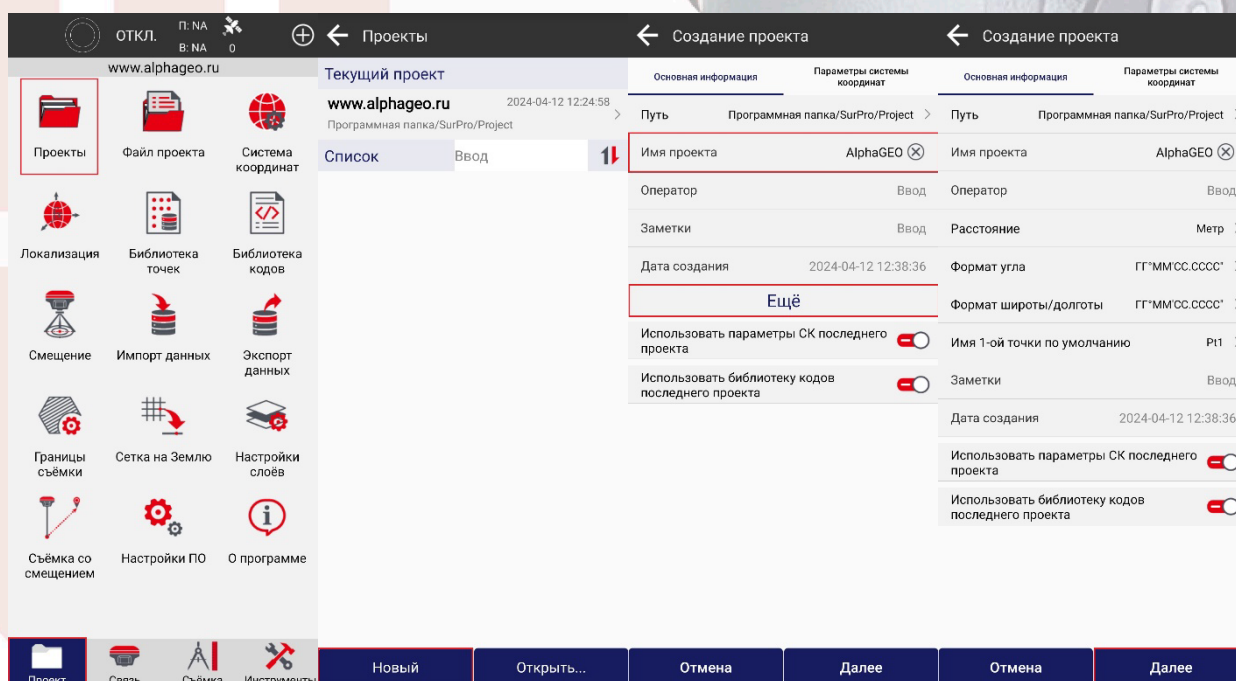 ОТКЛ.
П: NA
В: NA
0
www.alphageo.ru
Проекты
Файл проекта
Система
координат
Локализация
Библиотека
точек
Библиотека
кодов
Смещение
Импорт данных
Экспорт
данных
Границы
съёмки
Сетка на Землю
Настройки
слоёв
Съёмка со
смещением
Настройки ПО
О программе
Проект
Связь
Съёмка
Инструменты
Проекты
Текущий проект
www.alphageo.ru
2024-04-12 12:24:58
Программная папка/SurPro/Project
Список
Ввод
Новый
Открыть...
Создание проекта
Основная информация
Параметры системы
координат
Путь
Программная папка/SurPro/Project
Имя проекта
AlphaGEO
Оператор
Ввод
Заметки
Ввод
Дата создания
2024-04-12 12:38:36
Ещё
Использовать параметры СК последнего
проекта
Использовать библиотеку кодов
последнего проекта
Отмена
Далее
Создание проекта
Основная информация
Параметры системы
координат
Путь
Программная папка/SurPro/Project
Имя проекта
AlphaGEO
Оператор
Ввод
Расстояние
Метр
Формат угла
ГГ°ММ'СС.СССС"
Формат широты/долготы
ГГ°ММ'СС.СССС"
Имя 1-ой точки по умолчанию
Pt1
Заметки
Ввод
Дата создания
2024-04-12 12:38:36
Использовать параметры СК последнего
проекта
Использовать библиотеку кодов
последнего проекта
Отмена
Далее